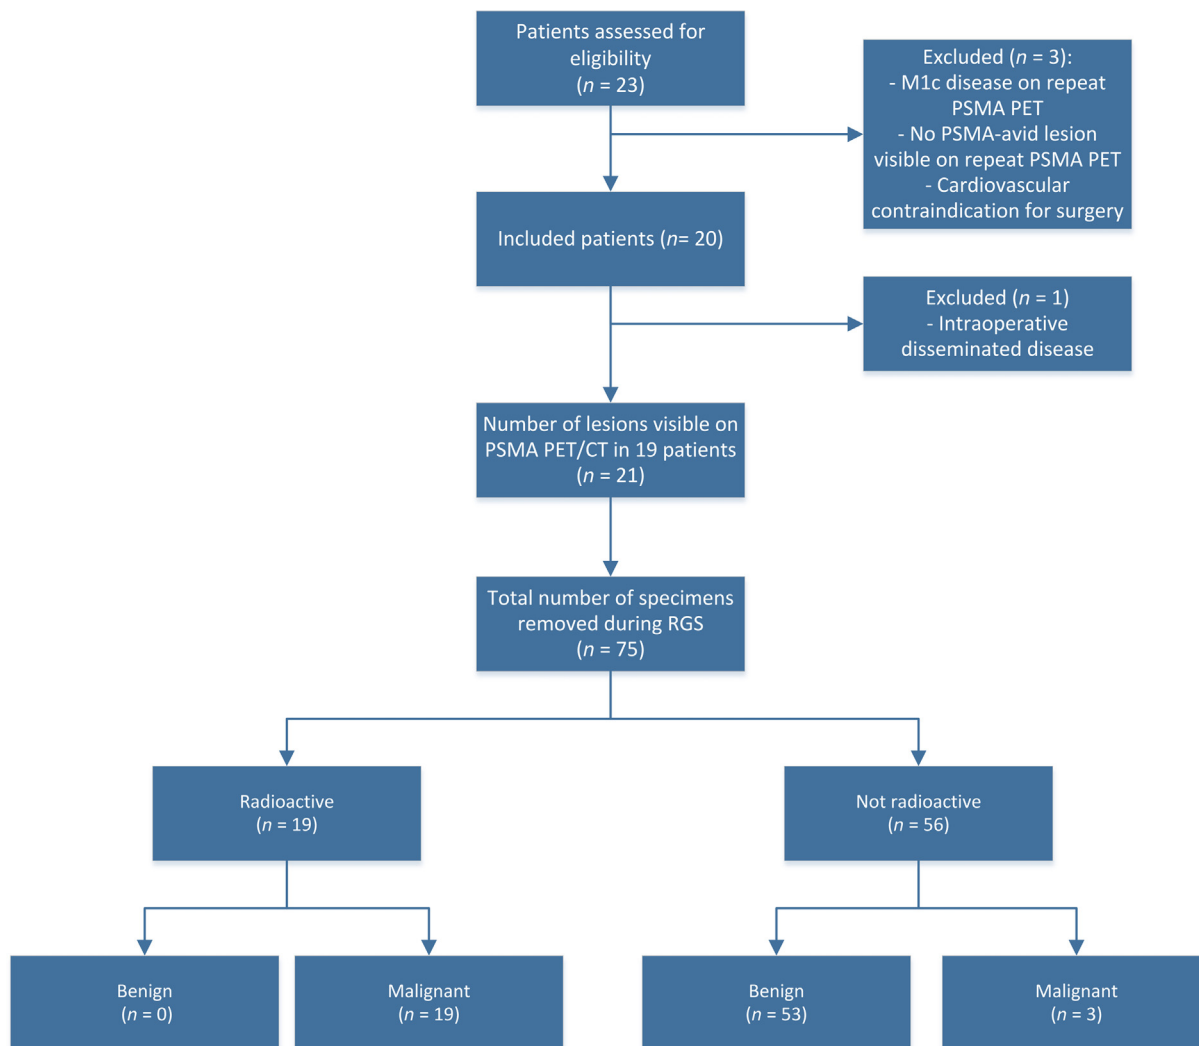 Patients assessed for
eligibility
(n = 23)
Excluded (n = 3):
- M1c disease on repeat
PSMA PET
- No PSMA-avid lesion
visible on repeat PSMA PET
- Cardiovascular
contraindication for surgery
Included patients (n= 20)
Excluded (n = 1)
- Intraoperative
disseminated disease
Number of lesions visible on
PSMA PET/CT in 19 patients
(n = 21)
Total number of specimens
removed during RGS
(n = 75)
Radioactive
(n = 19)
Not radioactive
(n = 56)
Benign
(n = 0)
Malignant
(n = 19)
Benign
(n = 53)
Malignant
(n = 3)